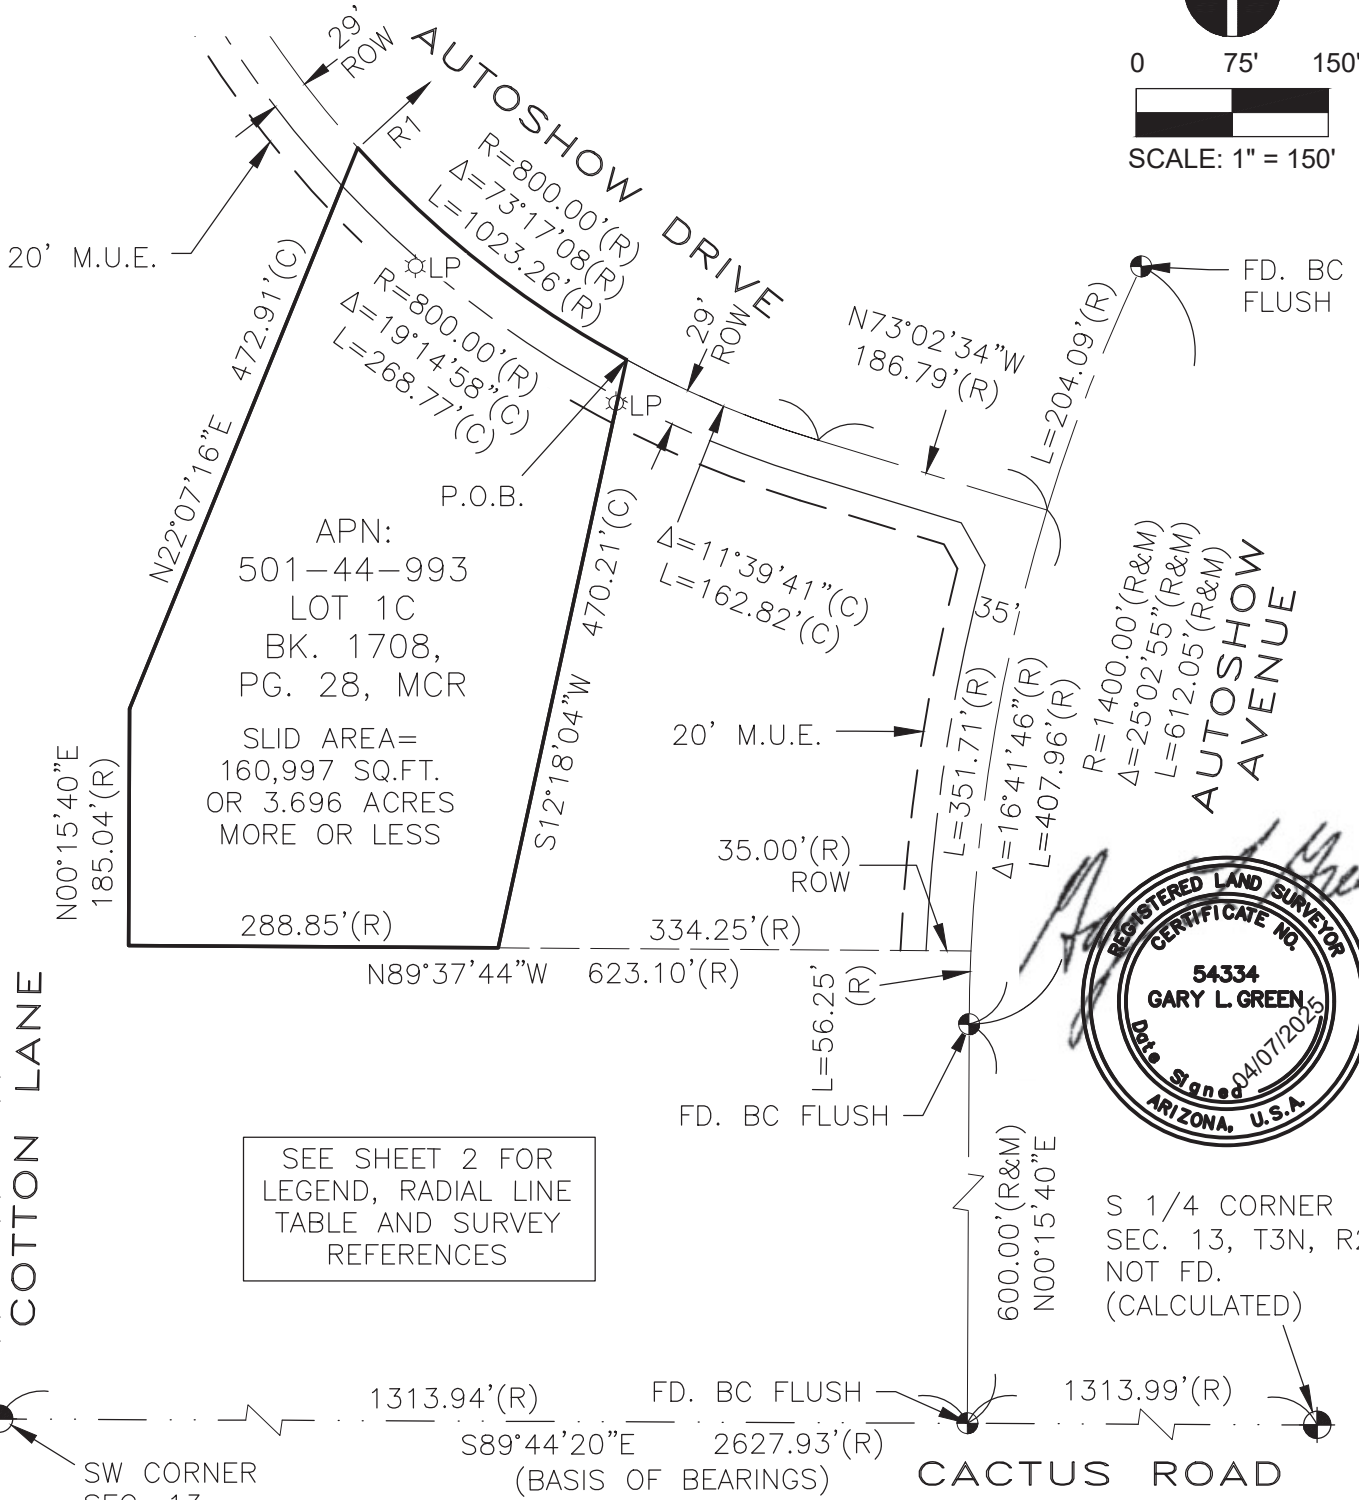 0 75' 150'
SCALE: 1" = 150'
29'
ROW
AUTOSHOW DRIVE
R1
R=800.00'(R)
Δ=73°17'08(R)
L=1023.26'(R)
20' M.U.E.
LP
R=800.00'(R)
Δ=19°14'58"(C)
L=268.77'(C)
29'
ROW
LP
N73°02'34"W
186.79'(R)
L=204.09'(R)
FD. BC
FLUSH
N22°07'16"E 472.91'(C)
P.O.B.
APN:
501-44-993
LOT 1C
BK. 1708,
PG. 28, MCR
SLID AREA=
160,997 SQ.FT.
OR 3.696 ACRES
MORE OR LESS
S12°18'04"W 470.21'(C)
Δ=11°39'41"(C)
L=162.82'(C)
35'
20' M.U.E.
L=351.71'(R)
Δ=16°41'46"(R)
L=407.96'(R)
R=1400.00'(R&M)
Δ=25°02'55"(R&M)
L=612.05'(R&M)
AUTOSHOW
AVENUE
N00°15'40"E
185.04'(R)
35.00'(R)
ROW
288.85'(R)
334.25'(R)
N89°37'44"W 623.10'(R)
L=56.25'
(R)
FD. BC FLUSH
REGISTERED LAND SURVEYOR
CERTIFICATE NO.
54334
GARY L. GREEN
Date Signed 04/07/2025
ARIZONA, U.S.A.
COTTON LANE
SEE SHEET 2 FOR
LEGEND, RADIAL LINE
TABLE AND SURVEY
REFERENCES
600.00'(R&M)
N00°15'40"E
S 1/4 CORNER
SEC. 13, T3N,
NOT FD.
(CALCULATED)
1313.94'(R)
FD. BC FLUSH
1313.99'(R)
S89°44'20"E 2627.93'(R)
(BASIS OF BEARINGS)
CACTUS ROAD
SW CORNER